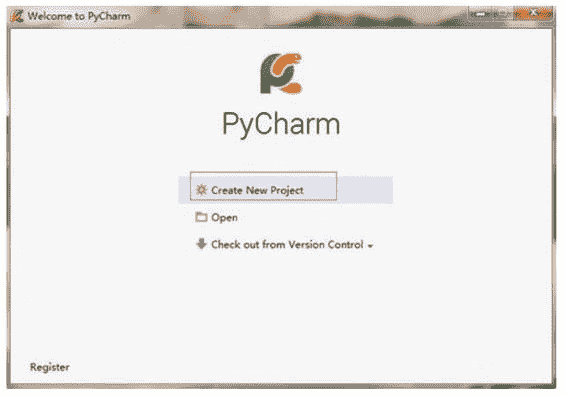 Welcome to PyCharm
PyCharm
Create New Project
Open
Check out from Version Control
Register